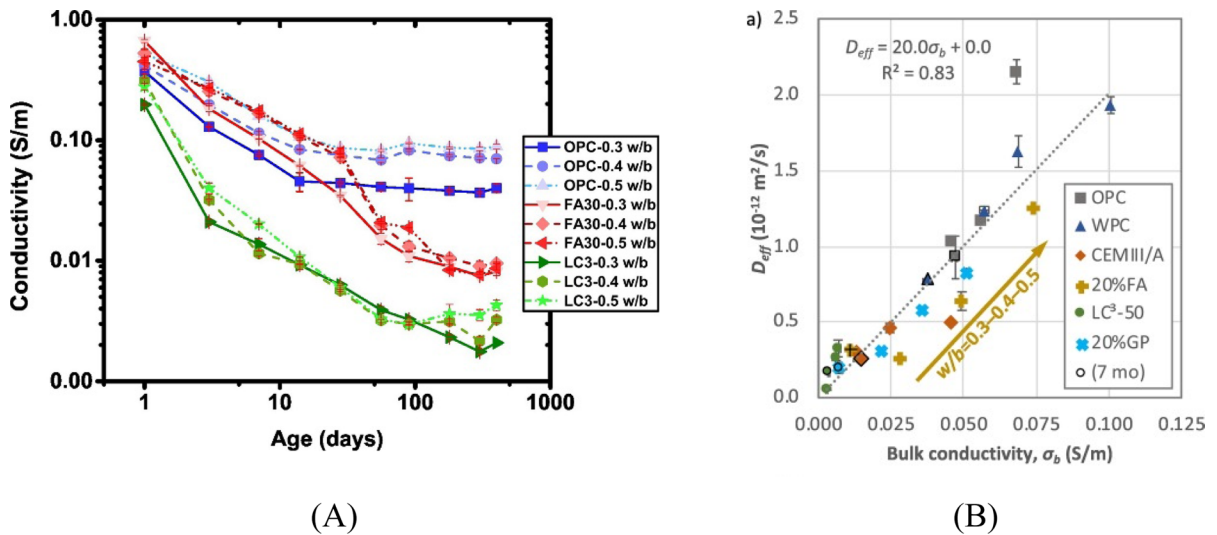 1.00
0.10
0.01
0.00
Conductivity (S/m)
1
10
100
1000
Age (days)
OPC-0.3 w/b
OPC-0.4 w/b
OPC-0.5 w/b
FA30-0.3 w/b
FA30-0.4 w/b
FA30-0.5 w/b
LC3-0.3 w/b
LC3-0.4 w/b
LC3-0.5 w/b
(A)
a)
D_eff = 20.0σ_b + 0.0
R² = 0.83
2.5
2.0
1.5
1.0
0.5
0.0
D_eff (10⁻¹² m²/s)
w/b=0.3–0.4–0.5
OPC
WPC
CEMIII/A
20%FA
LC³-50
20%GP
(7 mo)
0.000
0.025
0.050
0.075
0.100
0.125
Bulk conductivity, σ_b (S/m)
(B)